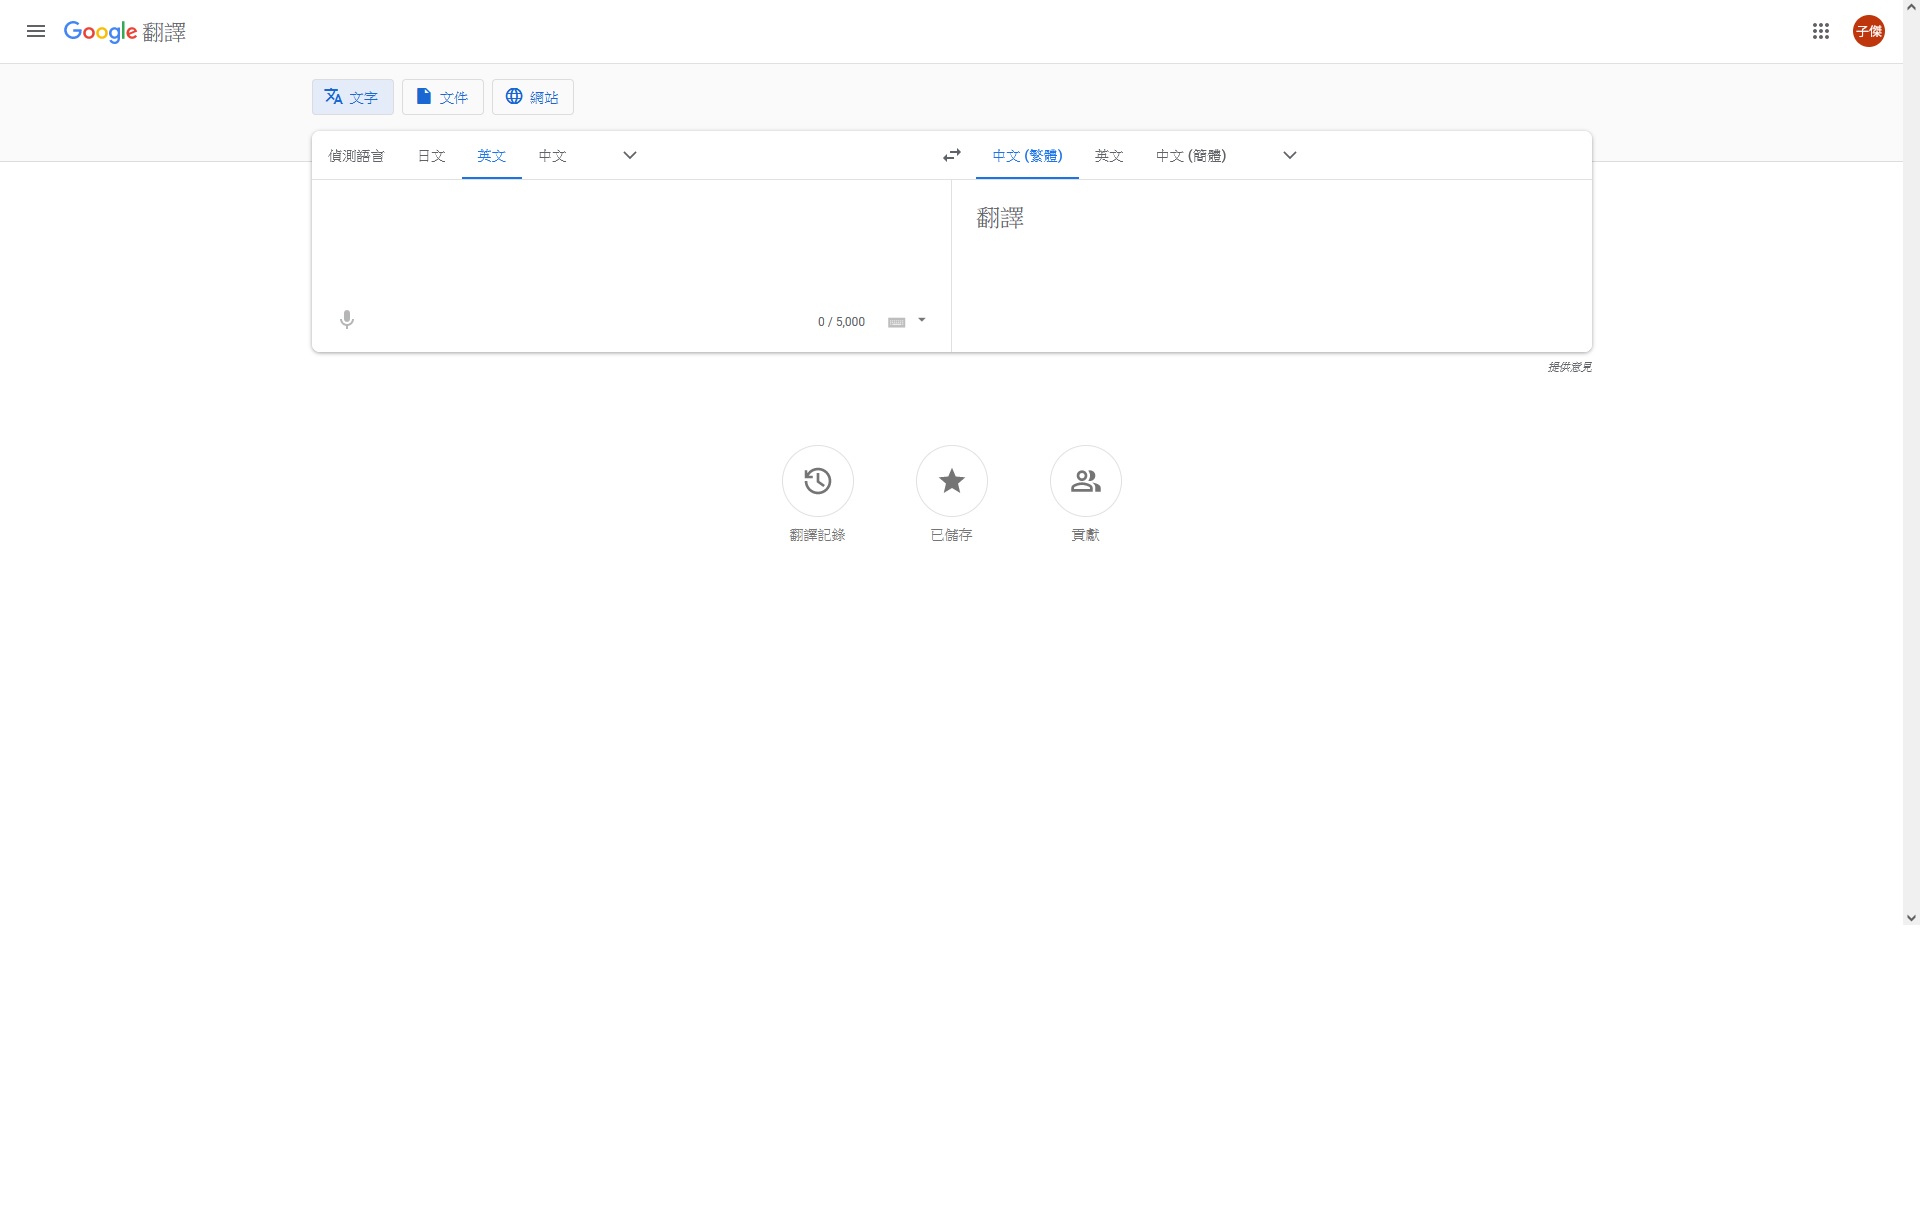 Google 翻譯
子傑
文字
文件
網站
偵測語言 日文 英文 中文
中文 (繁體) 英文 中文 (簡體)
翻譯
0 / 5,000
提供意見
翻譯記錄
已儲存
貢獻